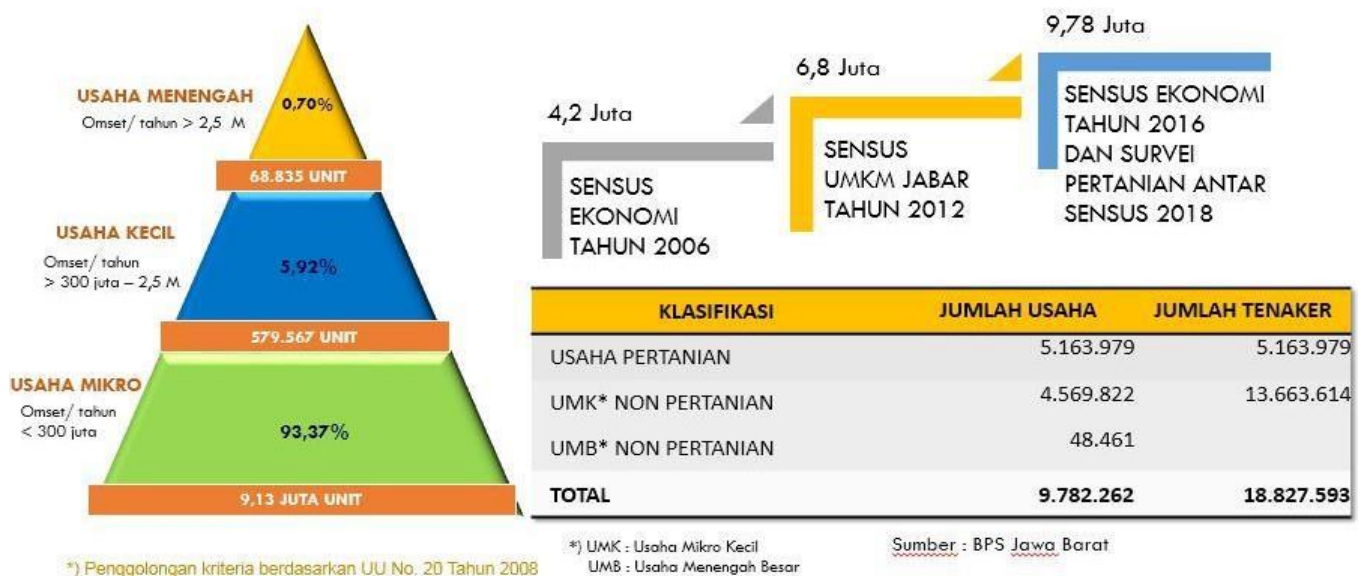 USAHA MENENGAH
Omset/ tahun > 2,5 M
0,70%
68.835 UNIT
USAHA KECIL
Omset/ tahun
> 300 juta – 2,5 M
5,92%
579.567 UNIT
USAHA MIKRO
Omset/ tahun
< 300 juta
93,37%
9,13 JUTA UNIT
*) Penggolongan kriteria berdasarkan UU No. 20 Tahun 2008
4,2 Juta
SENSUS
EKONOMI
TAHUN 2006
6,8 Juta
SENSUS
UMKM JABAR
TAHUN 2012
9,78 Juta
SENSUS EKONOMI
TAHUN 2016
DAN SURVEI
PERTANIAN ANTAR
SENSUS 2018
KLASIFIKASI JUMLAH USAHA JUMLAH TENAKER
USAHA PERTANIAN 5.163.979 5.163.979
UMK* NON PERTANIAN 4.569.822 13.663.614
UMB* NON PERTANIAN 48.461
TOTAL 9.782.262 18.827.593
*) UMK : Usaha Mikro Kecil
UMB : Usaha Menengah Besar
Sumber : BPS Jawa Barat